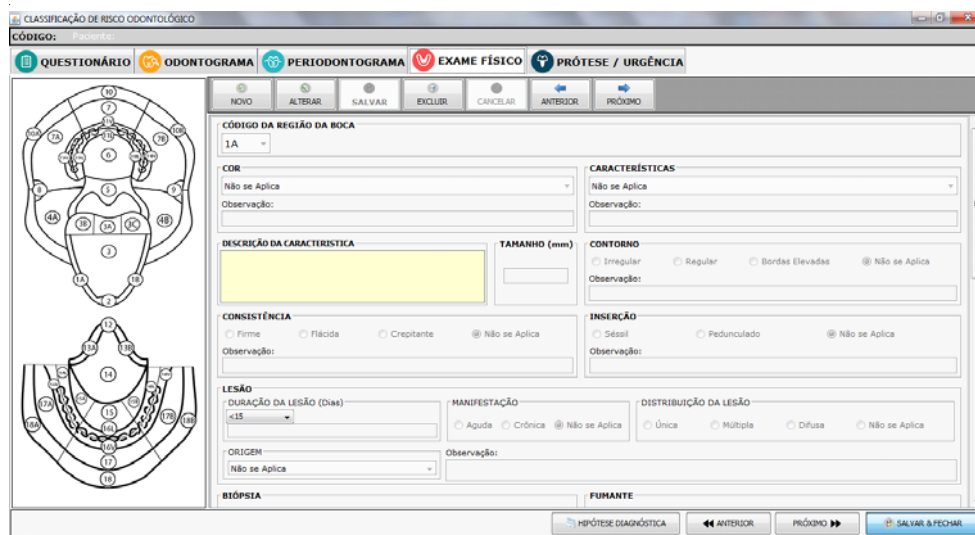 CLASSIFICAÇÃO DE RISCO ODONTOLÓGICO
CÓDIGO: Paciente:
QUESTIONÁRIO ODONTOGRAMA PERIODONTOGRAMA EXAME FÍSICO PRÓTESE / URGÊNCIA
NOVO ALTERAR SALVAR EXCLUIR CANCELAR ANTERIOR PRÓXIMO
CÓDIGO DA REGIÃO DA BOCA
1A
COR CARACTERÍSTICAS
Não se Aplica Não se Aplica
Observação: Observação:
DESCRIÇÃO DA CARACTERISTICA TAMANHO (mm) CONTORNO
Irregular Regular Bordas Elevadas Não se Aplica
Observação:
CONSISTÊNCIA INSERÇÃO
Firme Flácida Crepitante Não se Aplica Séssil Pedunculado Não se Aplica
Observação: Observação:
LESÃO
DURAÇÃO DA LESÃO (Dias) MANIFESTAÇÃO DISTRIBUIÇÃO DA LESÃO
<15
Aguda Crônica Não se Aplica Única Múltipla Difusa Não se Aplica
ORIGEM Observação:
Não se Aplica
BIÓPSIA FUMANTE
HIPÓTESE DIAGNÓSTICA ANTERIOR PRÓXIMO SALVAR & FECHAR
10
7
10A 7A 7B 10B
6
8 5 9
4A 3B 3A 3C 4B
3
1A 1B
2
12
13A 13B
14
17A 15 17B
18A 18B
17
18